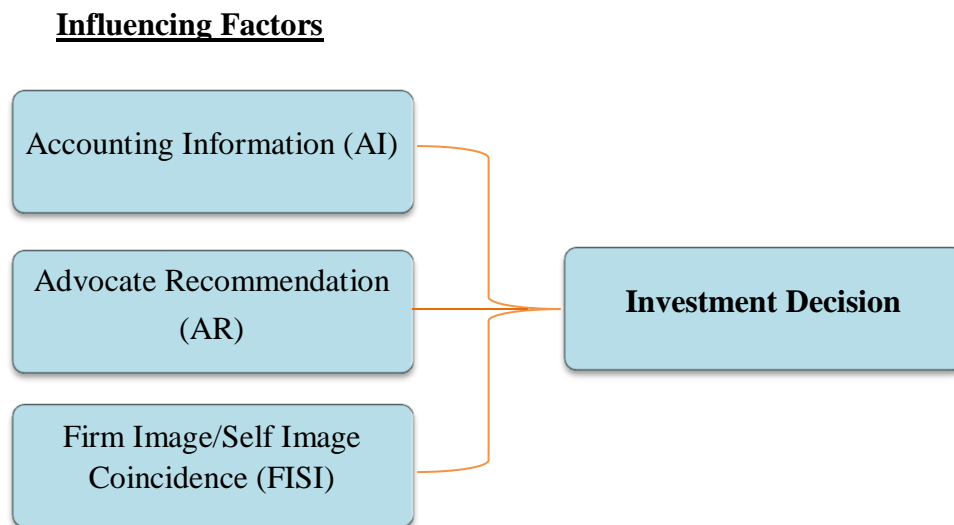 Influencing Factors
Accounting Information (AI)
Advocate Recommendation
(AR)
Investment Decision
Firm Image/Self Image
Coincidence (FISI)